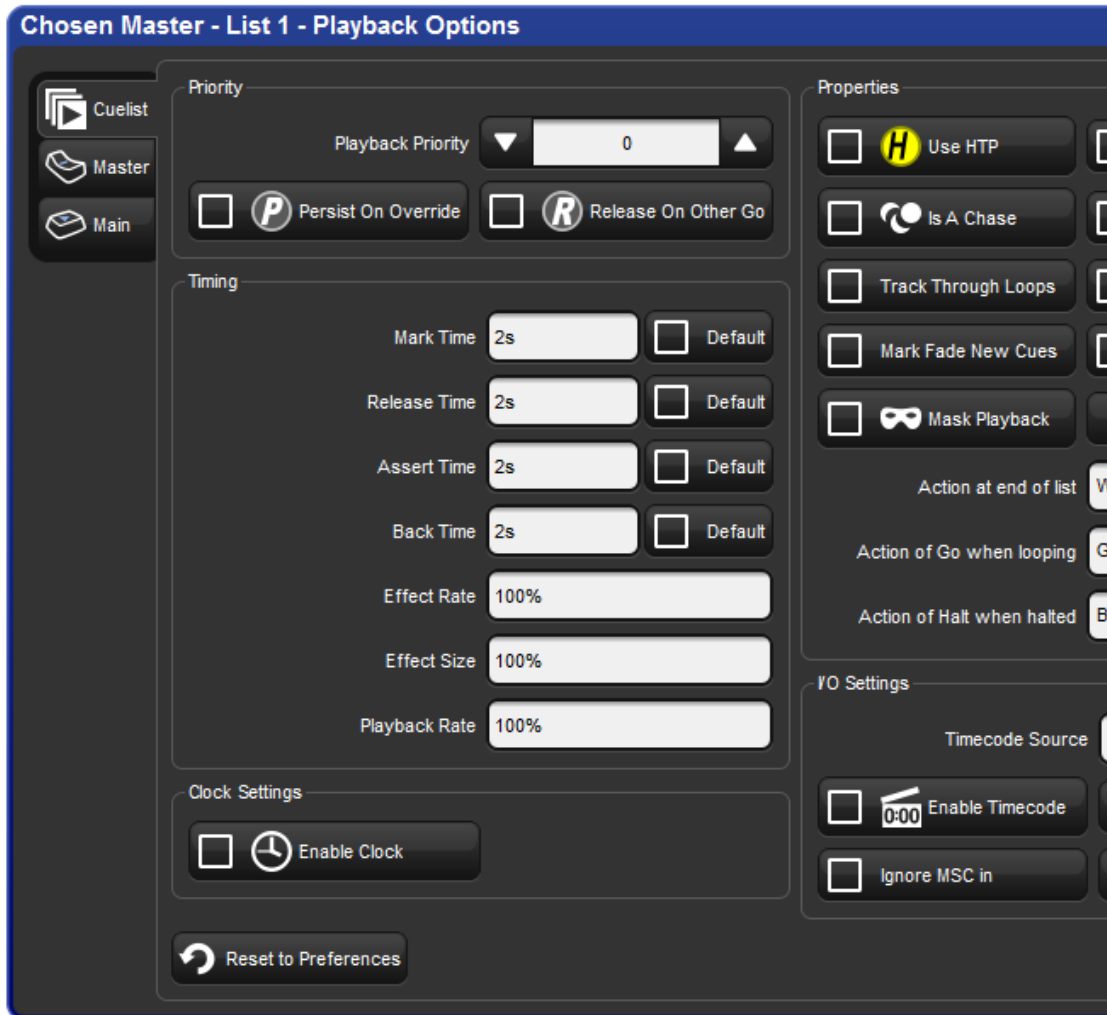 Chosen Master - List 1 - Playback Options
Cuelist
Master
Main
Priority
Playback Priority 0
P Persist On Override R Release On Other Go
Timing
Mark Time 2s Default
Release Time 2s Default
Assert Time 2s Default
Back Time 2s Default
Effect Rate 100%
Effect Size 100%
Playback Rate 100%
Clock Settings
Enable Clock
Reset to Preferences
Properties
H Use HTP
Is A Chase
Track Through Loops
Mark Fade New Cues
Mask Playback
Action at end of list
Action of Go when looping G
Action of Halt when halted B
I/O Settings
Timecode Source
0:00 Enable Timecode
Ignore MSC in